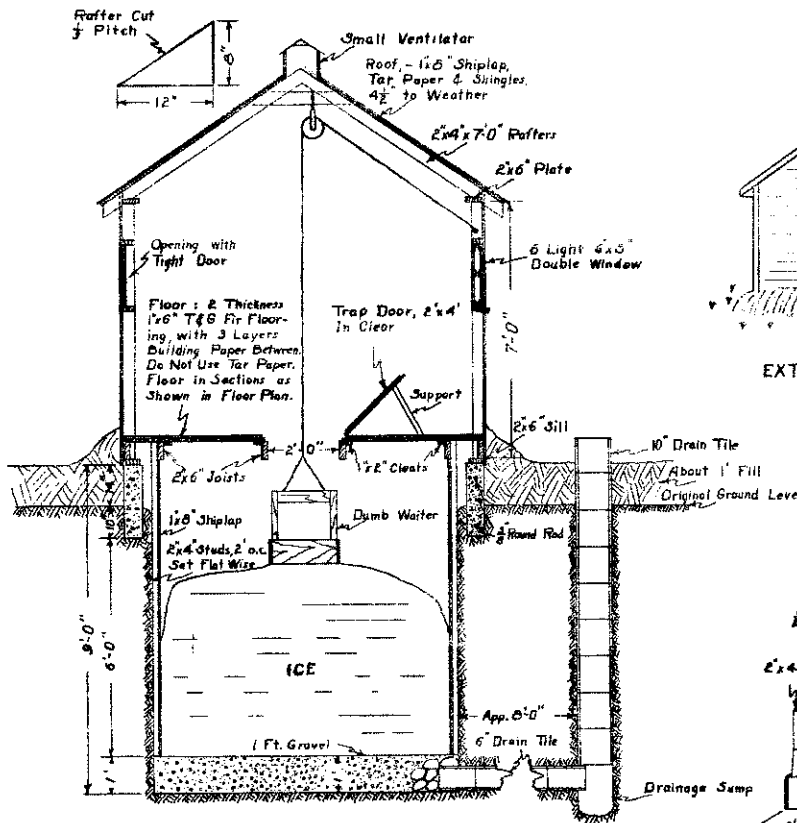 Rafter Cut
⅓ Pitch
8"
12"
Small Ventilator
Roof, - 1"x8" Shiplap,
Tar Paper & Shingles,
4½" to Weather
2"x4"x7'-0" Rafters
2"x6" Plate
Opening with
Tight Door
6 Light
Double Window
Floor : 2 Thickness
1"x6" T&G Fir Floor-
ing, with 3 Layers
Building Paper Between.
Do Not Use Tar Paper.
Floor in Sections as
Shown in Floor Plan.
Trap Door, 2'x4'
In Clear
Support
7'-0"
EXT
2'-0"
2"x6" Sill
10" Drain Tile
2"x6" Joists
1"x2" Cleats
About 1' Fill
Original Ground Leve
1"x8" Shiplap
Dumb Waiter
Round Rod
2"x4" Studs, 2' o.c.
Set Flat Wise
9'-0"
6'-0"
ICE
2"x4
App. 8'-0"
1 Ft. Gravel
6" Drain Tile
1'
Drainage Sump